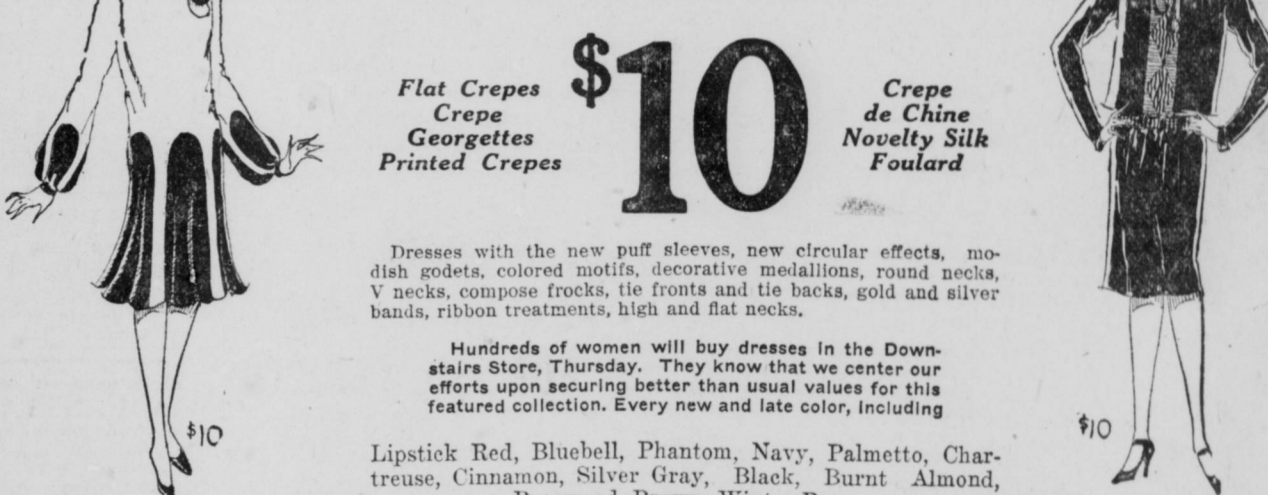 Flat Crepes
Crepe
Georgettes
Printed Crepes
$10
Crepe
de Chine
Novelty Silk
Foulard
Dresses with the new puff sleeves, new circular effects, mo-
dish godets, colored motifs, decorative medallions, round necks,
V necks, compose frocks, tie fronts and tie backs, gold and silver
bands, ribbon treatments, high and flat necks.
Hundreds of women will buy dresses in the Down-
stairs Store, Thursday. They know that we center our
efforts upon securing better than usual values for this
featured collection. Every new and late color, including
$10
$10
Lipstick Red, Bluebell, Phantom, Navy, Palmetto, Char-
treuse, Cinnamon, Silver Gray, Black, Burnt Almond,